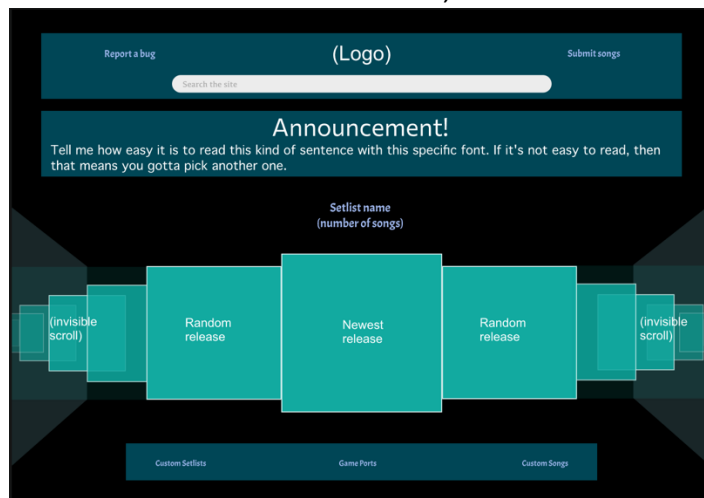 Report a bug
(Logo)
Submit songs
Search the site
Announcement!
Tell me how easy it is to read this kind of sentence with this specific font. If it's not easy to read, then
that means you gotta pick another one.
Setlist name
(number of songs)
(invisible
scroll)
Random
release
Newest
release
Random
release
(invisible
scroll)
Custom Setlists
Game Ports
Custom Songs